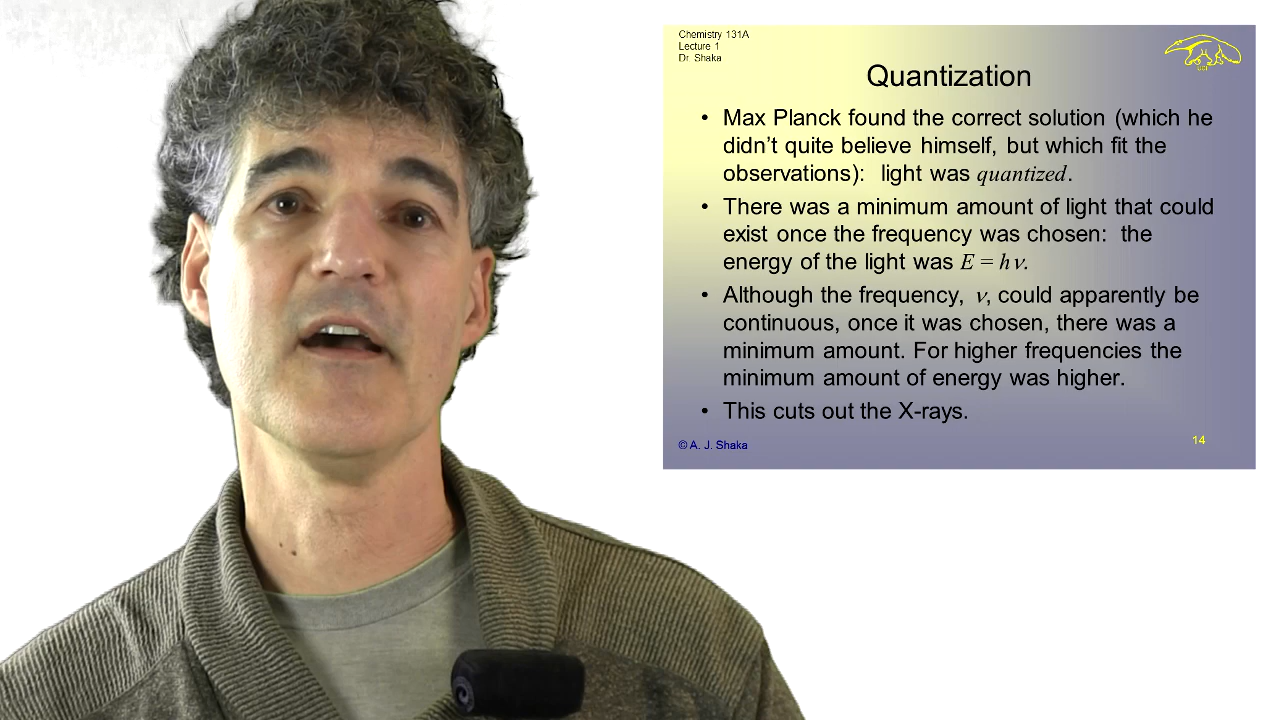 Chemistry 131A
Lecture 1
Dr. Shaka
UCI
Quantization
• Max Planck found the correct solution (which he
didn’t quite believe himself, but which fit the
observations):  light was quantized.
• There was a minimum amount of light that could
exist once the frequency was chosen:  the
energy of the light was E = hν.
• Although the frequency, ν, could apparently be
continuous, once it was chosen, there was a
minimum amount. For higher frequencies the
minimum amount of energy was higher.
• This cuts out the X-rays.
© A. J. Shaka
14